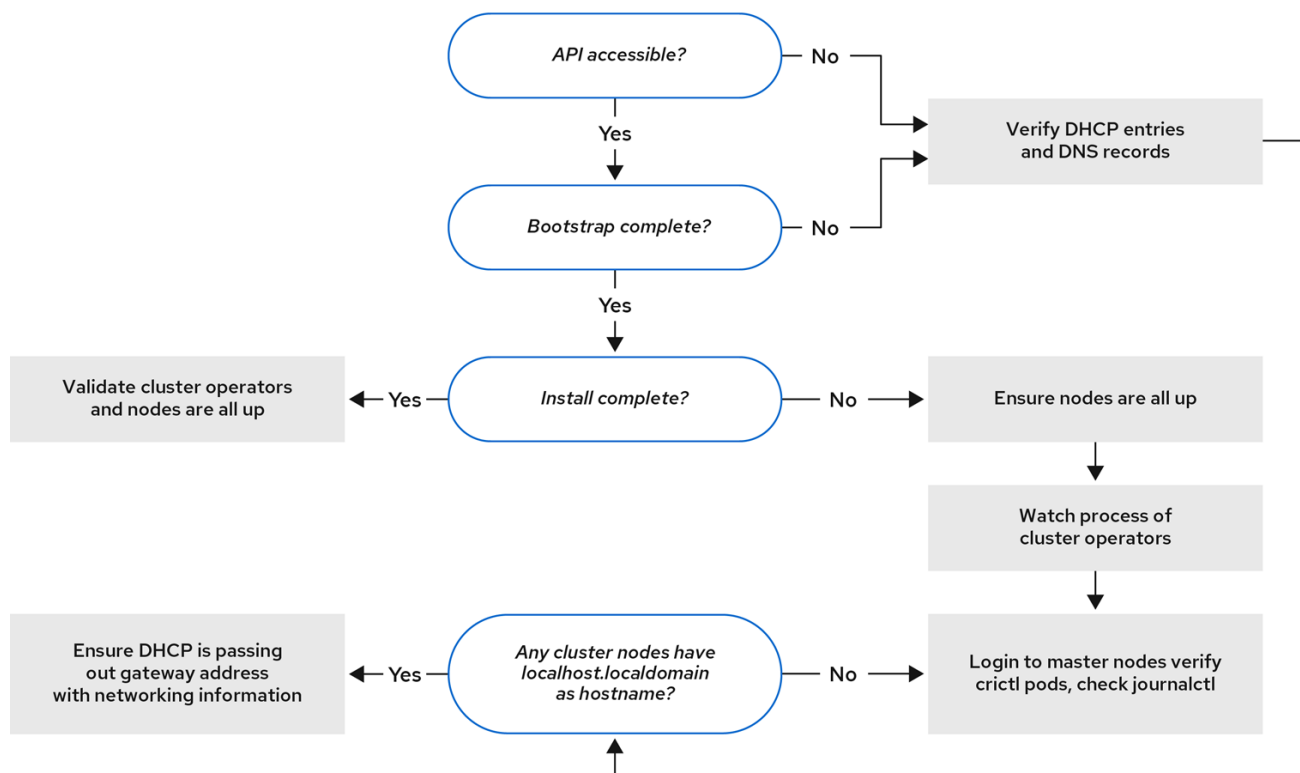 API accessible?
No
Yes
Verify DHCP entries
and DNS records
Bootstrap complete?
No
Yes
Validate cluster operators
and nodes are all up
Yes
Install complete?
No
Ensure nodes are all up
Watch process of
cluster operators
Ensure DHCP is passing
out gateway address
with networking information
Yes
Any cluster nodes have
localhost.localdomain
as hostname?
No
Login to master nodes verify
crictl pods, check journalctl